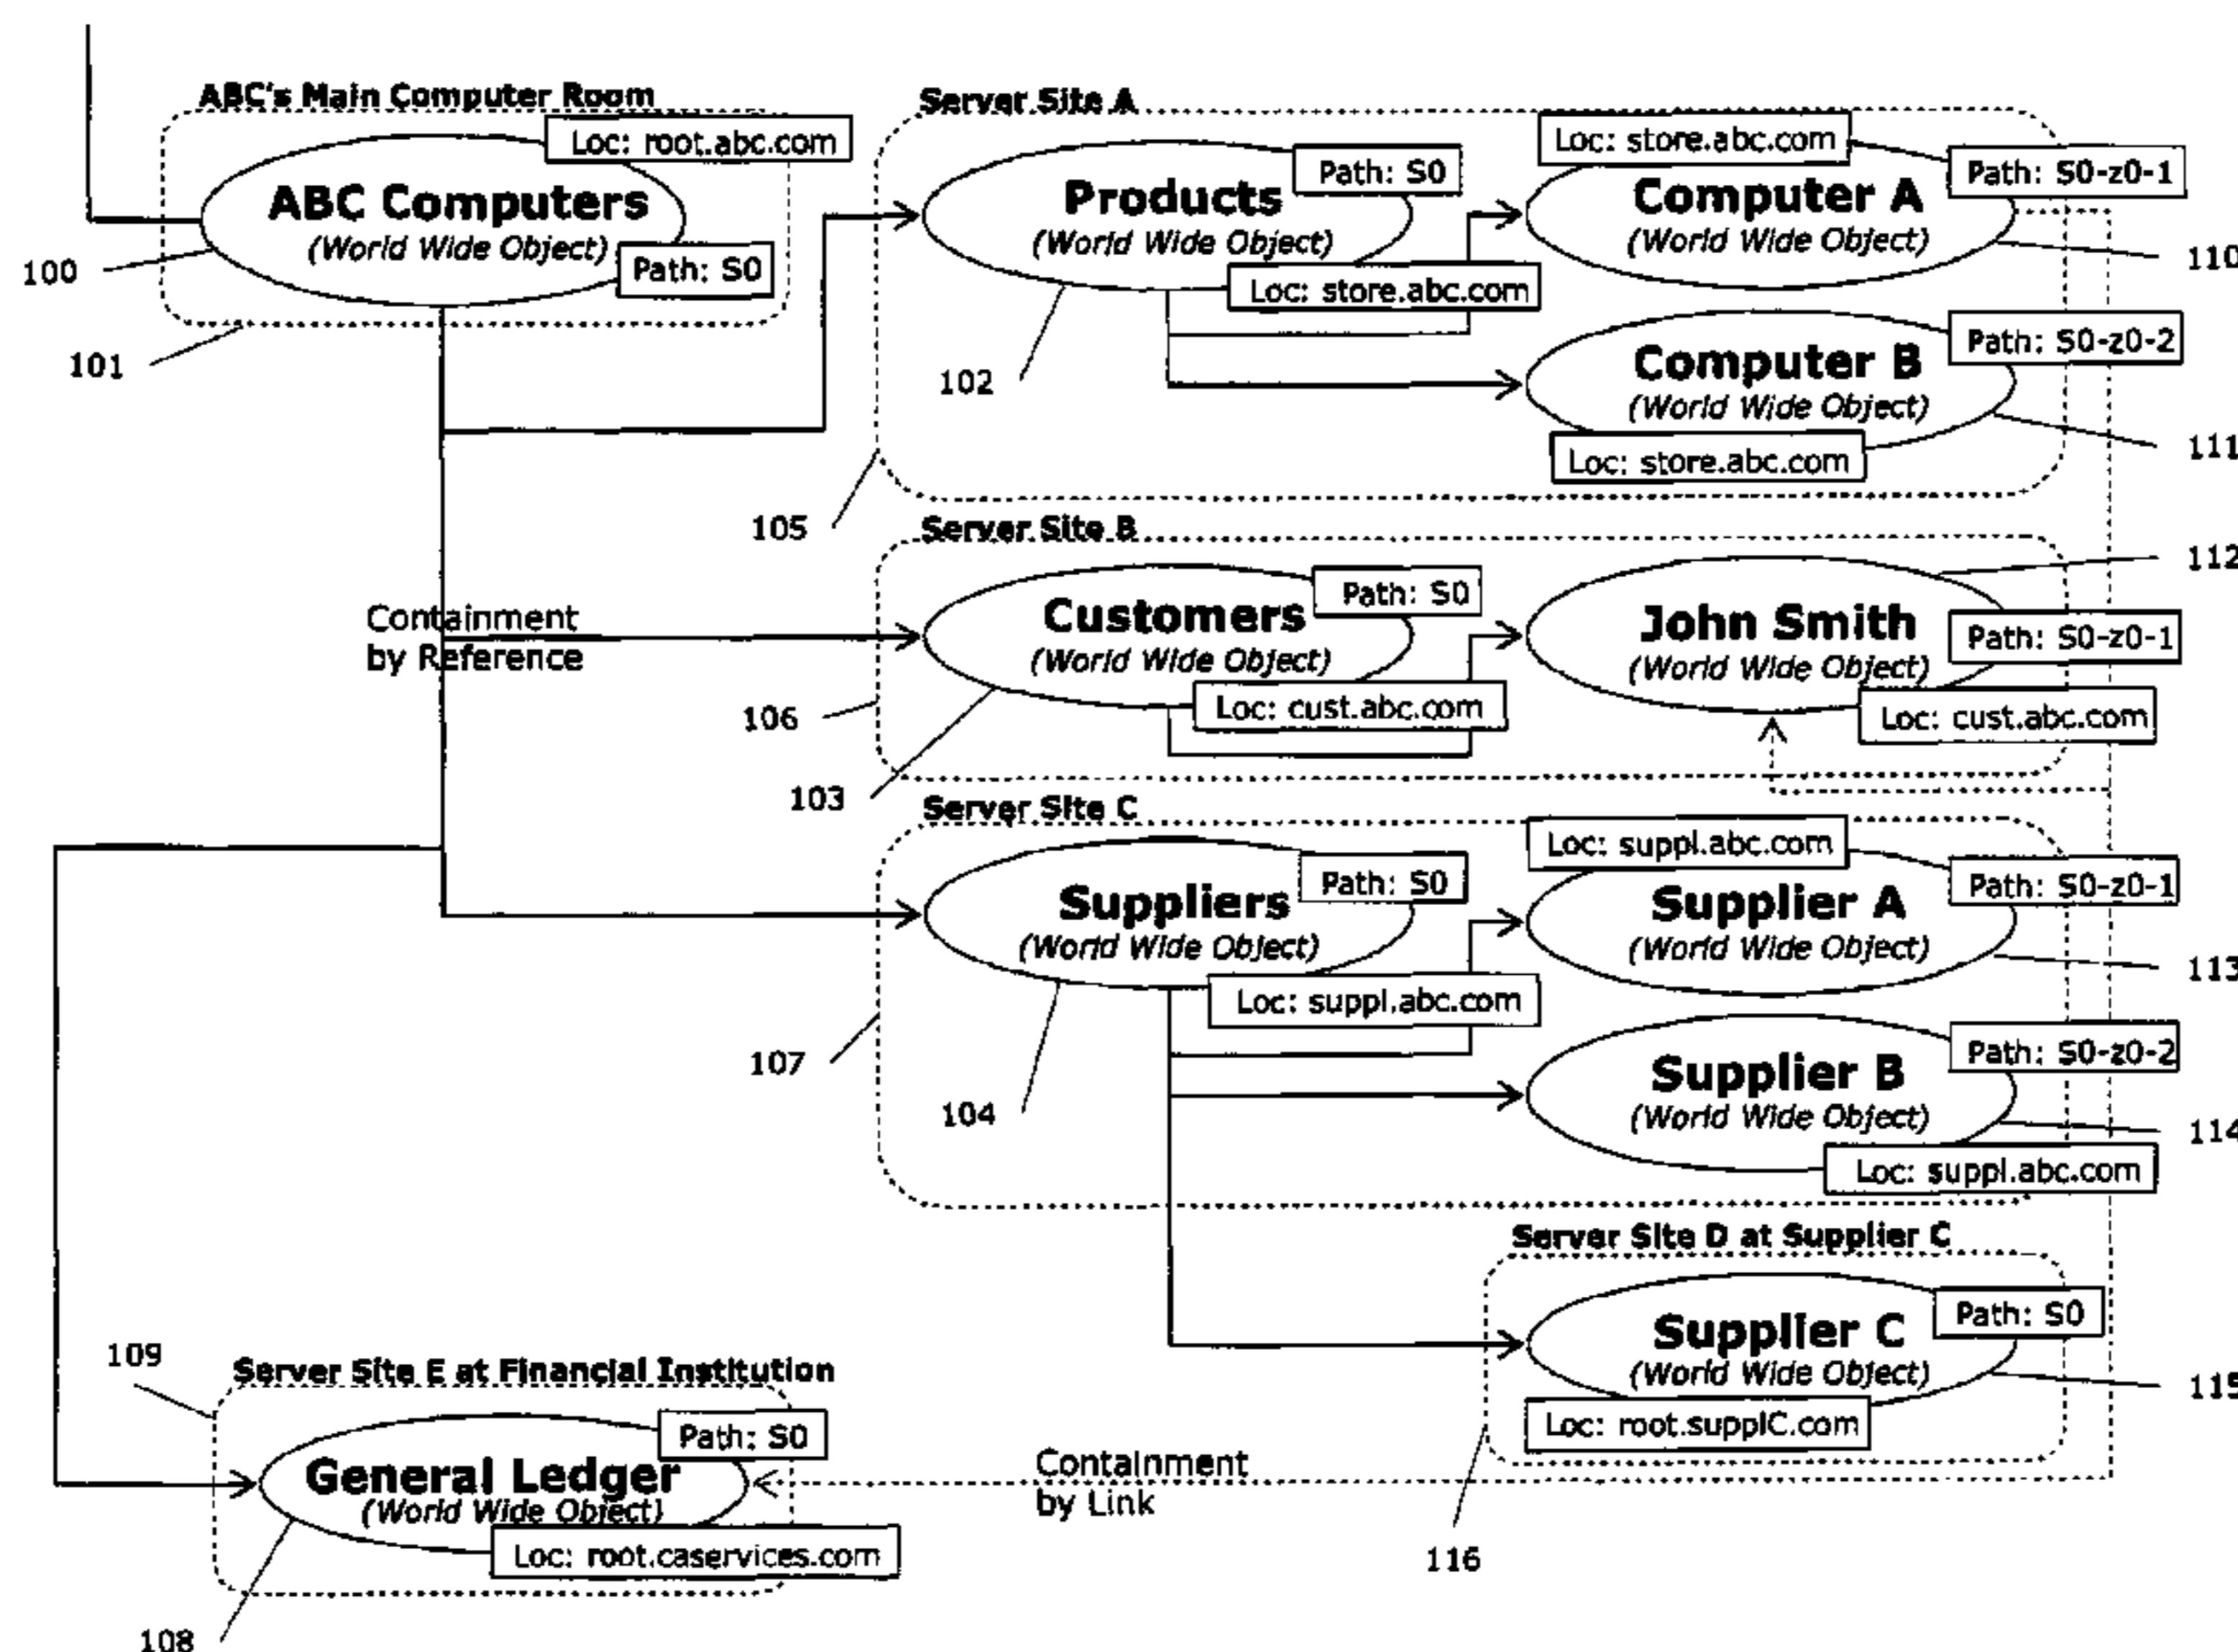 ABC's Main Computer Room
Loc: root.abc.com
ABC Computers
(World Wide Object)
Path: S0
100
101
Server Site A
Products
(World Wide Object)
Path: S0
Loc: store.abc.com
102
105
Loc: store.abc.com
Computer A
(World Wide Object)
Path: S0-z0-1
110
Computer B
(World Wide Object)
Path: S0-z0-2
Loc: store.abc.com
111
Containment
by Reference
Server Site B
Customers
(World Wide Object)
Path: S0
Loc: cust.abc.com
106
103
John Smith
(World Wide Object)
Path: S0-z0-1
Loc: cust.abc.com
112
Server Site C
Suppliers
(World Wide Object)
Path: S0
Loc: suppl.abc.com
107
104
Loc: suppl.abc.com
Supplier A
(World Wide Object)
Path: S0-z0-1
113
Supplier B
(World Wide Object)
Path: S0-z0-2
Loc: suppl.abc.com
114
Server Site D at Supplier C
Supplier C
(World Wide Object)
Path: S0
Loc: root.supplC.com
115
116
109
Server Site E at Financial Institution
General Ledger
(World Wide Object)
Path: S0
Loc: root.caservices.com
108
Containment
by Link